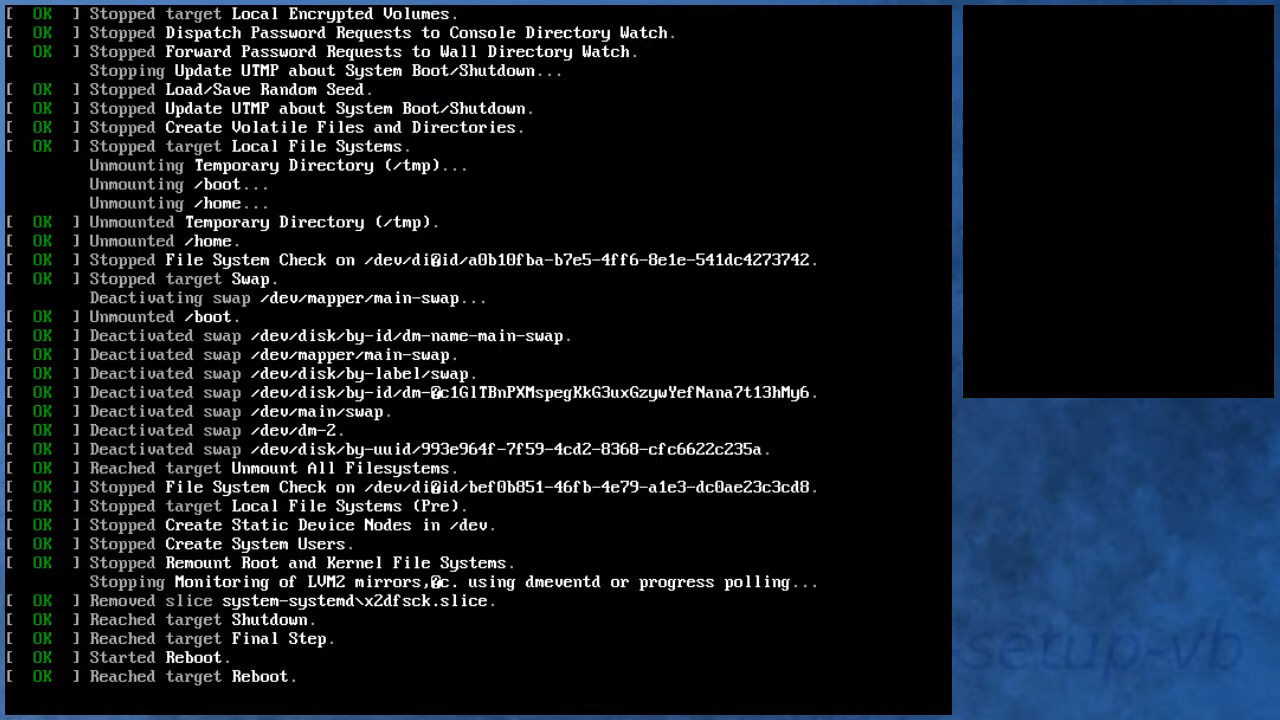 [  OK  ] Stopped target Local Encrypted Volumes.
[  OK  ] Stopped Dispatch Password Requests to Console Directory Watch.
[  OK  ] Stopped Forward Password Requests to Wall Directory Watch.
Stopping Update UTMP about System Boot/Shutdown...
[  OK  ] Stopped Load/Save Random Seed.
[  OK  ] Stopped Update UTMP about System Boot/Shutdown.
[  OK  ] Stopped Create Volatile Files and Directories.
[  OK  ] Stopped target Local File Systems.
Unmounting Temporary Directory (/tmp)...
Unmounting /boot...
Unmounting /home...
[  OK  ] Unmounted Temporary Directory (/tmp).
[  OK  ] Unmounted /home.
[  OK  ] Stopped File System Check on /dev/di�id/a0b10fba-b7e5-4ff6-8e1e-541dc4273742.
[  OK  ] Stopped target Swap.
Deactivating swap /dev/mapper/main-swap...
[  OK  ] Unmounted /boot.
[  OK  ] Deactivated swap /dev/disk/by-id/dm-name-main-swap.
[  OK  ] Deactivated swap /dev/mapper/main-swap.
[  OK  ] Deactivated swap /dev/disk/by-label/swap.
[  OK  ] Deactivated swap /dev/disk/by-id/dm-�c1GlTBnPXMspegKkG3uxGzywYefNana7t13hMy6.
[  OK  ] Deactivated swap /dev/main/swap.
[  OK  ] Deactivated swap /dev/dm-2.
[  OK  ] Deactivated swap /dev/disk/by-uuid/993e964f-7f59-4cd2-8368-cfc6622c235a.
[  OK  ] Reached target Unmount All Filesystems.
[  OK  ] Stopped File System Check on /dev/di�id/bef0b851-46fb-4e79-a1e3-dc0ae23c3cd8.
[  OK  ] Stopped target Local File Systems (Pre).
[  OK  ] Stopped Create Static Device Nodes in /dev.
[  OK  ] Stopped Create System Users.
[  OK  ] Stopped Remount Root and Kernel File Systems.
Stopping Monitoring of LVM2 mirrors,�c. using dmeventd or progress polling...
[  OK  ] Removed slice system-systemd\x2dfsck.slice.
[  OK  ] Reached target Shutdown.
[  OK  ] Reached target Final Step.
[  OK  ] Started Reboot.
[  OK  ] Reached target Reboot.
-setup-vb